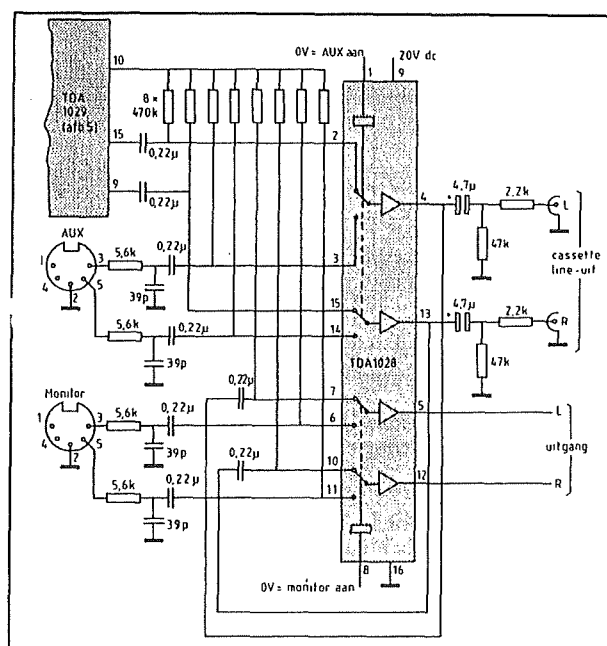 10
0V = AUX aan
20V dc
1
9
TDA
1029
(afb 5)
8×
470k
15
2
0,22µ
9
0,22µ
4
4,7µ
2,2k
L
47k
cassette
line-uit
AUX
1
3
4
5
2
5,6k
0,22µ
3
39p
15
13
4,7µ
2,2k
R
5,6k
0,22µ
14
39p
TDA1028
47k
Monitor
1
3
4
5
2
5,6k
0,22µ
0,22µ
7
6
5
L
39p
uitgang
0,22µ
10
12
R
5,6k
0,22µ
11
39p
8
16
0V = monitor aan